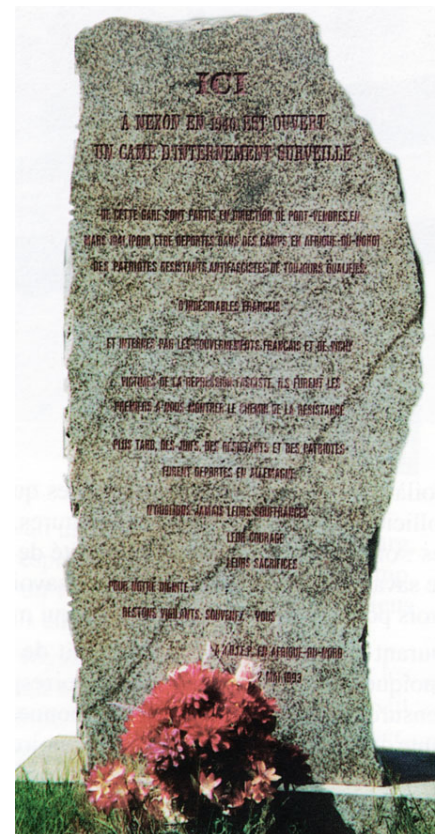 ICI
A NEXON EN 1940, EST OUVERT
UN CAMP D'INTERNEMENT SURVEILLE
DE CETTE GARE SONT PARTIS EN DIRECTION DE PORT-VENDRES, EN
MARS 1941, (POUR ETRE DEPORTES DANS DES CAMPS EN AFRIQUE-DU-NORD)
DES PATRIOTES RESISTANTS, ANTIFASCISTES DE TOUJOURS QUALIFIES:
"D'INDESIRABLES FRANÇAIS"
ET INTERNES PAR LES GOUVERNEMENTS FRANÇAIS ET DE VICHY
VICTIMES DE LA REPRESSION FASCISTE, ILS FURENT LES
PREMIERS A NOUS MONTRER LE CHEMIN DE LA RESISTANCE
PLUS TARD, DES JUIFS, DES RESISTANTS ET DES PATRIOTES
FURENT DEPORTES EN ALLEMAGNE
N'OUBLIONS JAMAIS LEURS SOUFFRANCES
LEUR COURAGE
LEURS SACRIFICES
POUR NOTRE DIGNITE
RESTONS VIGILANTS, SOUVENEZ - VOUS
EN AFRIQUE-DU-NORD
2 MAI 1993